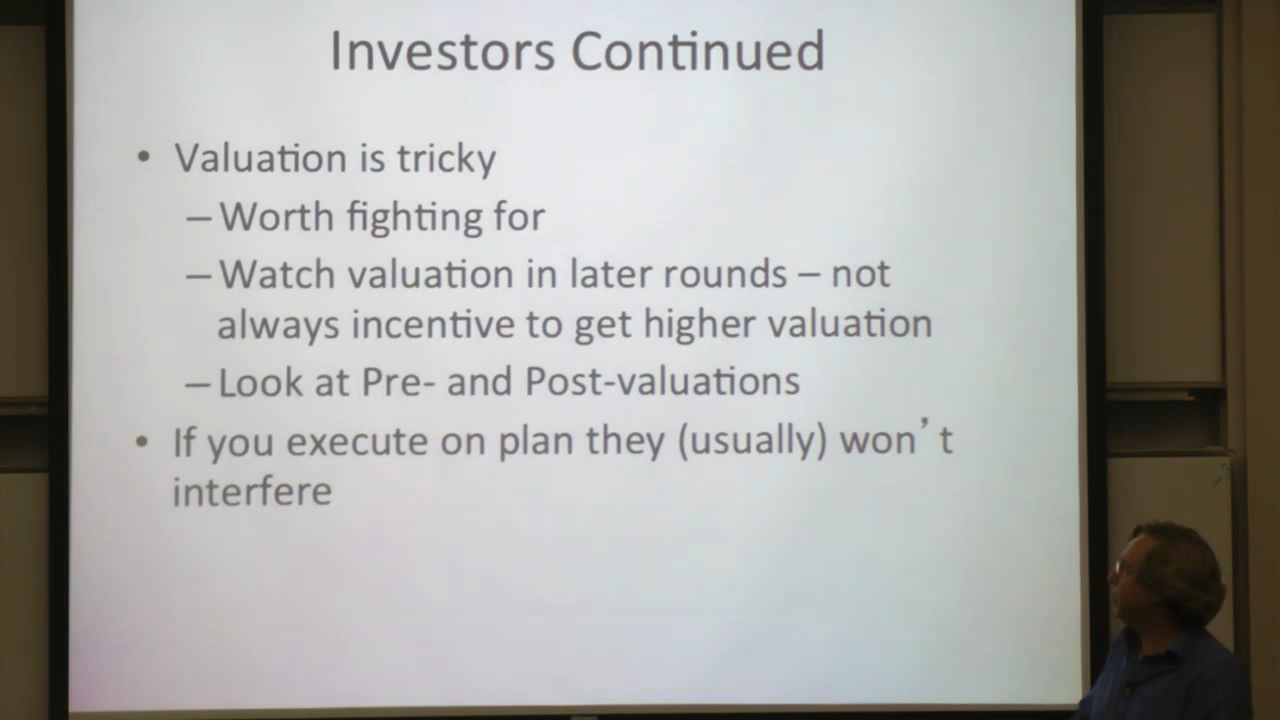 Investors Continued
• Valuation is tricky
– Worth fighting for
– Watch valuation in later rounds – not
always incentive to get higher valuation
– Look at Pre- and Post-valuations
• If you execute on plan they (usually) won’t
interfere